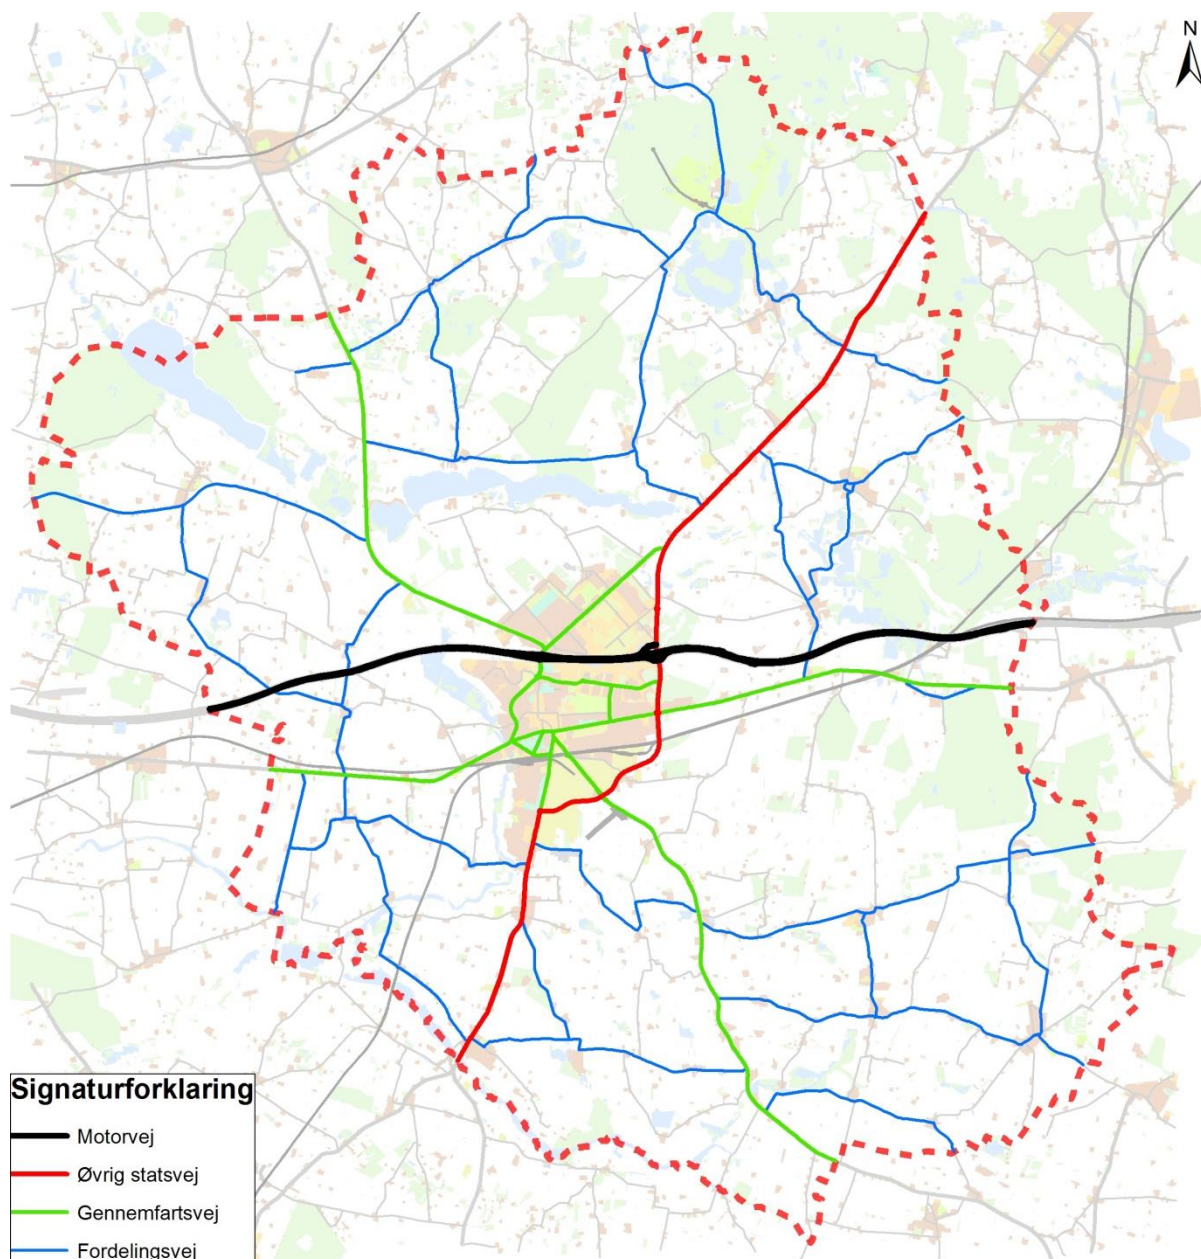 N
Signaturforklaring
Motorvej
Øvrig statsvej
Gennemfartsvej
Fordelingsvej